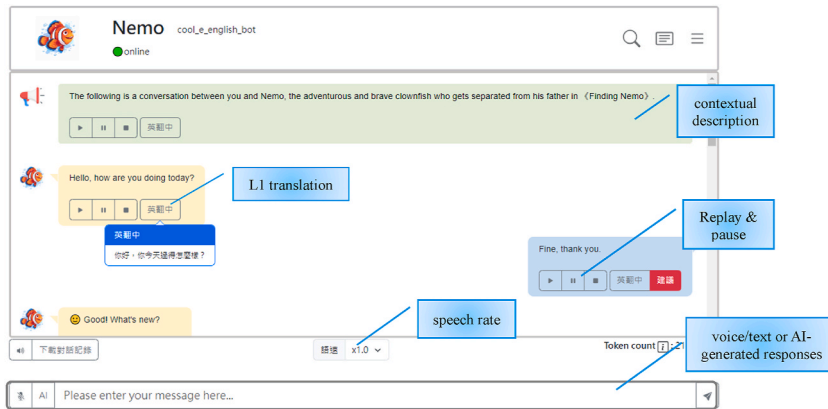 Nemo cool_e_english_bot
online
The following is a conversation between you and Nemo, the adventurous and brave clownfish who gets separated from his father in 《Finding Nemo》.
英翻中
contextual
description
Hello, how are you doing today?
英翻中
L1 translation
英翻中
你好，你今天過得怎麼樣？
Replay &
pause
Fine, thank you.
英翻中 建議
Good! What's new?
speech rate
voice/text or AI-
generated responses
下載對話記錄
語速 x1.0
Token count
AI Please enter your message here...